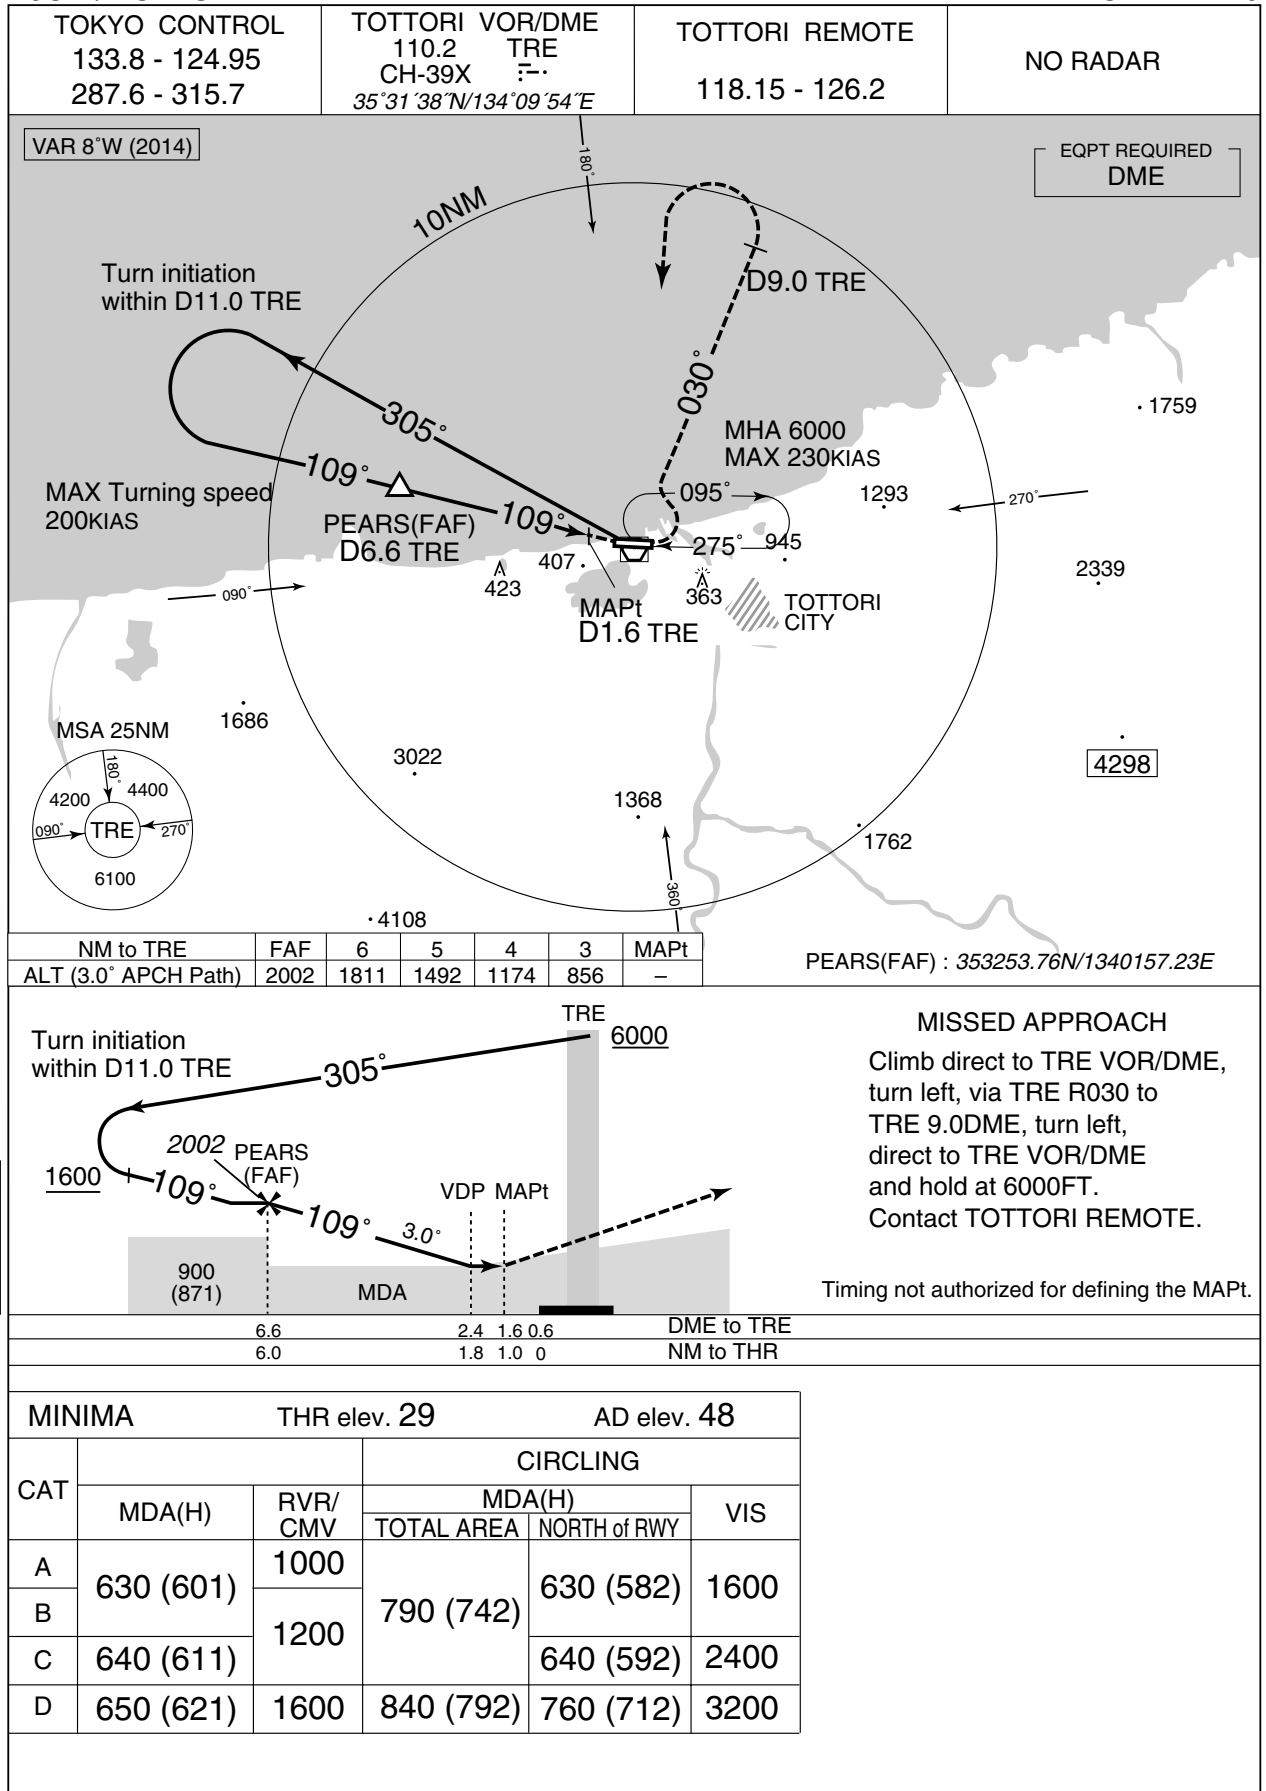 TOKYO CONTROL
133.8 - 124.95
287.6 - 315.7
TOTTORI VOR/DME
110.2 TRE
CH-39X
35°31´38˝N/134°09´54˝E
TOTTORI REMOTE
118.15 - 126.2
NO RADAR
VAR 8°W (2014)
EQPT REQUIRED
DME
180°
10NM
Turn initiation
within D11.0 TRE
D9.0 TRE
030°
305°
109°
109°
MAX Turning speed
200KIAS
PEARS(FAF)
D6.6 TRE
MHA 6000
MAX 230KIAS
095°
275°
1293
945
270°
1759
2339
407
423
363
MAPt
D1.6 TRE
TOTTORI
CITY
090°
1686
3022
1368
1762
4298
4108
360°
MSA 25NM
180°
4200
4400
090°
TRE
270°
6100
NM to TRE FAF 6 5 4 3 MAPt
ALT (3.0° APCH Path) 2002 1811 1492 1174 856 –
PEARS(FAF) : 353253.76N/1340157.23E
TRE
6000
Turn initiation
within D11.0 TRE
305°
2002
PEARS
(FAF)
1600
109°
109°
3.0°
VDP MAPt
900
(871)
MDA
6.6 2.4 1.6 0.6 DME to TRE
6.0 1.8 1.0 0 NM to THR
MISSED APPROACH
Climb direct to TRE VOR/DME,
turn left, via TRE R030 to
TRE 9.0DME, turn left,
direct to TRE VOR/DME
and hold at 6000FT.
Contact TOTTORI REMOTE.
Timing not authorized for defining the MAPt.
MINIMA THR elev. 29 AD elev. 48
CAT
MDA(H)
RVR/
CMV
CIRCLING
MDA(H)
TOTAL AREA NORTH of RWY
VIS
A
B
C
D
630 (601)
640 (611)
650 (621)
1000
1200
1600
790 (742)
840 (792)
630 (582)
640 (592)
760 (712)
1600
2400
3200